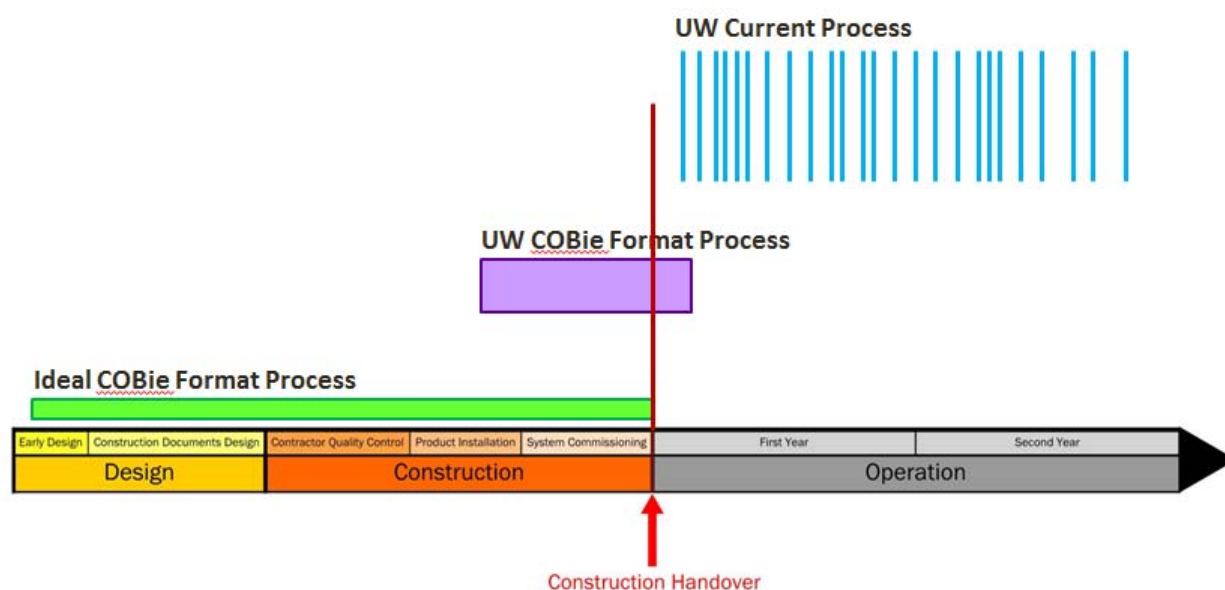 UW Current Process
UW COBie Format Process
Ideal COBie Format Process
Early Design
Construction Documents Design
Contractor Quality Control
Product Installation
System Commissioning
First Year
Second Year
Design
Construction
Operation
Construction Handover